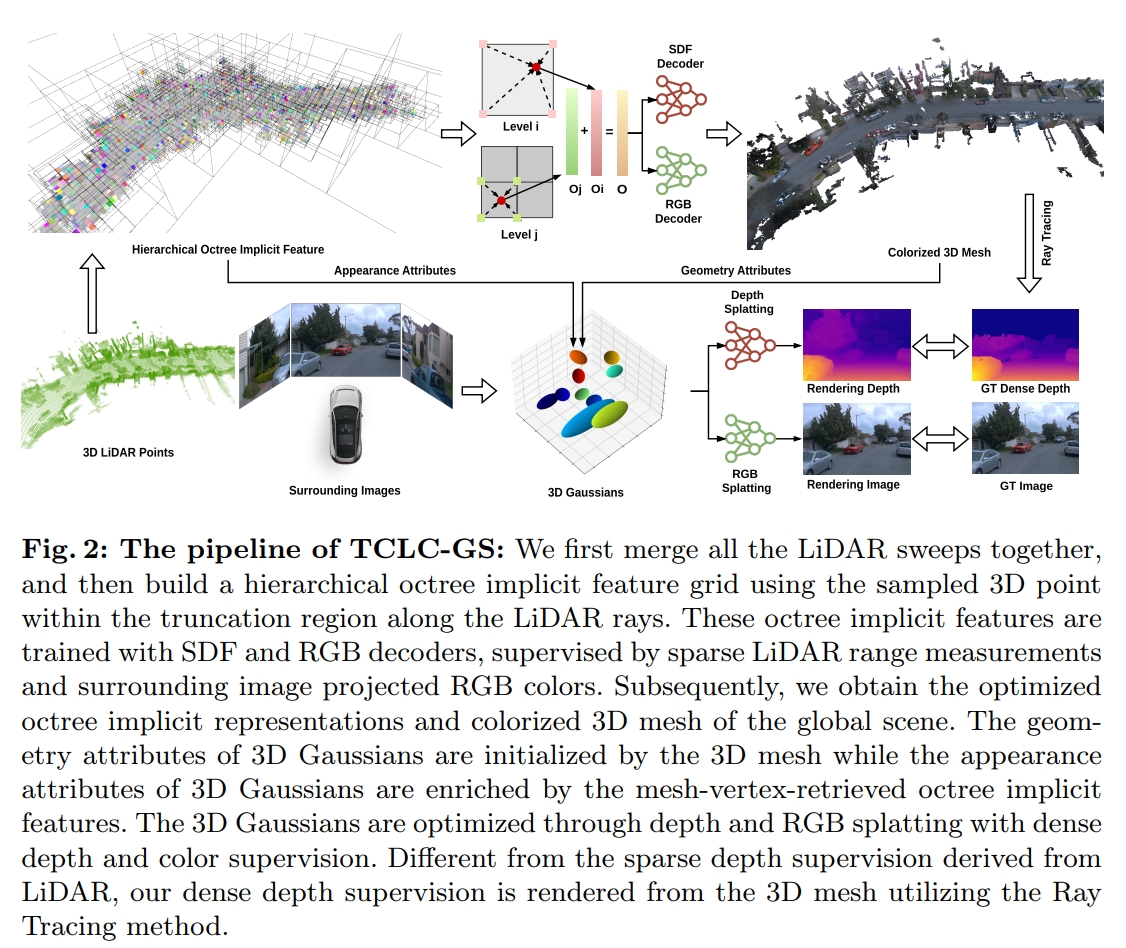 SDF
Decoder
Level i
+
=
Oj Oi O
RGB
Decoder
Level j
Hierarchical Octree Implicit Feature
Colorized 3D Mesh
Ray Tracing
Appearance Attributes
Geometry Attributes
Depth
Splatting
Rendering Depth
GT Dense Depth
3D LiDAR Points
Surrounding Images
3D Gaussians
RGB
Splatting
Rendering Image
GT Image
Fig. 2: The pipeline of TCLC-GS: We first merge all the LiDAR sweeps together,
and then build a hierarchical octree implicit feature grid using the sampled 3D point
within the truncation region along the LiDAR rays. These octree implicit features are
trained with SDF and RGB decoders, supervised by sparse LiDAR range measurements
and surrounding image projected RGB colors. Subsequently, we obtain the optimized
octree implicit representations and colorized 3D mesh of the global scene. The geom-
etry attributes of 3D Gaussians are initialized by the 3D mesh while the appearance
attributes of 3D Gaussians are enriched by the mesh-vertex-retrieved octree implicit
features. The 3D Gaussians are optimized through depth and RGB splatting with dense
depth and color supervision. Different from the sparse depth supervision derived from
LiDAR, our dense depth supervision is rendered from the 3D mesh utilizing the Ray
Tracing method.